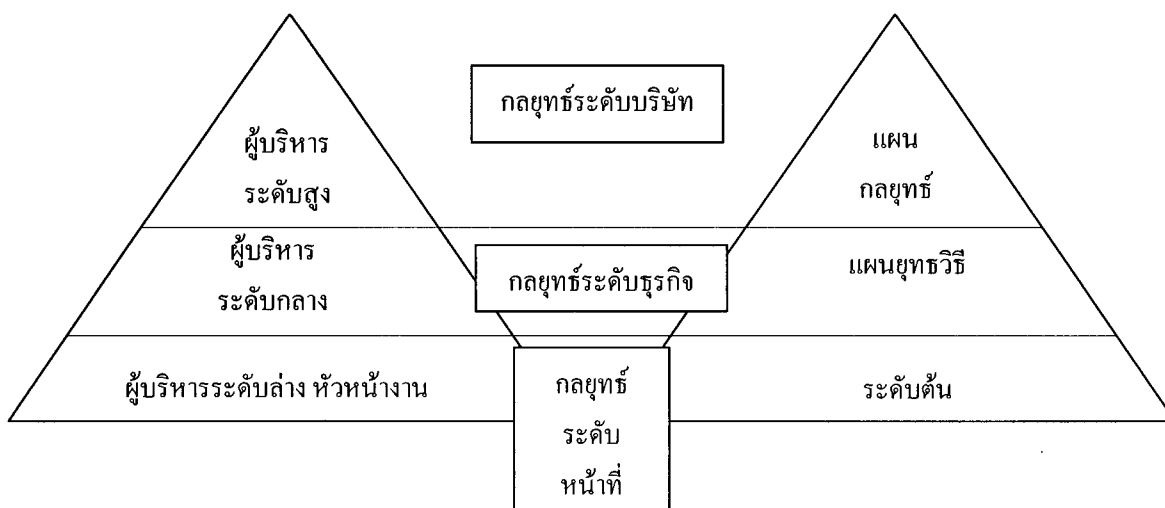 กลยุทธ์ระดับบริษัท
ผู้บริหาร
ระดับสูง
แผน
กลยุทธ์
ผู้บริหาร
ระดับกลาง
กลยุทธ์ระดับธุรกิจ
แผนยุทธวิธี
ผู้บริหารระดับล่าง หัวหน้างาน
กลยุทธ์
ระดับ
หน้าที่
ระดับต้น